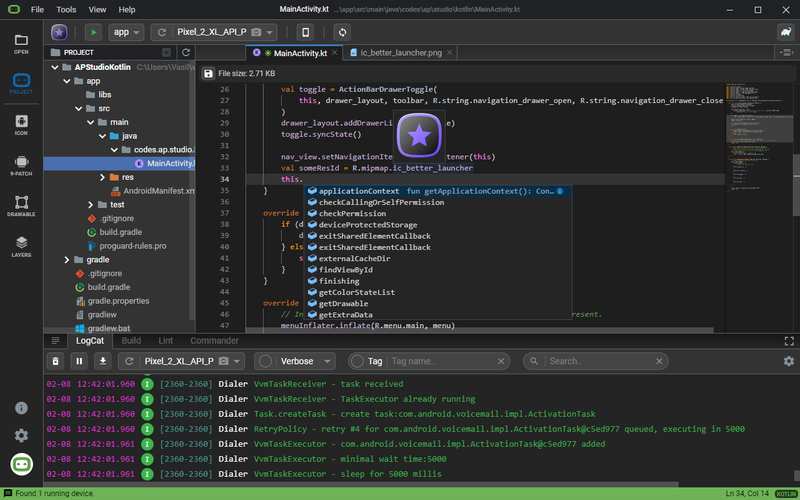 File Tools View Help MainActivity.kt ...\app\src\main\java\codes\ap\studio\kotlin\MainActivity.kt
app Pixel_2_XL_API_P
OPEN
PROJECT
ICON
9-PATCH
DRAWABLE
LAYERS
PROJECT
APStudioKotlin
app
libs
src
main
java
codes.ap.studio.
MainActivity.k
res
AndroidManifest.xm
test
.gitignore
build.gradle
proguard-rules.pro
gradle
.gitignore
build.gradle
gradle.properties
gradlew
gradlew.bat
MainActivity.kt ic_better_launcher.png
File size: 2.71 KB
26 val toggle = ActionBarDrawerToggle(
27 this, drawer_layout, toolbar, R.string.navigation_drawer_open, R.string.navigation_drawer_close
28 )
29 drawer_layout.addDrawerLi e)
30 toggle.syncState()
31
32 nav_view.setNavigationIte tener(this)
33 val someResId = R.mipmap.ic_better_launcher
34 this.
35 }
36
37 override
38 if (d
39 d
40 } els
41 s
42 }
43 }
44
45 override
46 // In present.
47 menuInflater.inflate(R.menu.main, menu)
applicationContext fun getApplicationContext(): Con...
checkCallingOrSelfPermission
checkPermission
deviceProtectedStorage
exitSharedElementCallback
exitSharedElementCallback
externalCacheDir
findViewById
finishing
getColorStateList
getDrawable
getExtraData
LogCat Build Lint Commander
Pixel_2_XL_API_P Verbose Tag Tag name... Search..
02-08 12:42:01.960 I [2360-2360] Dialer VvmTaskReceiver - task received
02-08 12:42:01.960 I [2360-2360] Dialer VvmTaskReceiver - TaskExecutor already running
02-08 12:42:01.960 I [2360-2360] Dialer Task.createTask - create task:com.android.voicemail.impl.ActivationTask
02-08 12:42:01.960 I [2360-2360] Dialer RetryPolicy - retry #4 for com.android.voicemail.impl.ActivationTask@c5ed977 queued, executing in 5000
02-08 12:42:01.961 I [2360-2360] Dialer VvmTaskExecutor - com.android.voicemail.impl.ActivationTask@c5ed977 added
02-08 12:42:01.961 I [2360-2360] Dialer VvmTaskExecutor - minimal wait time:5000
02-08 12:42:01.961 I [2360-2360] Dialer VvmTaskExecutor - sleep for 5000 millis
Found 1 running device. Ln 34, Col 14 KOTLIN